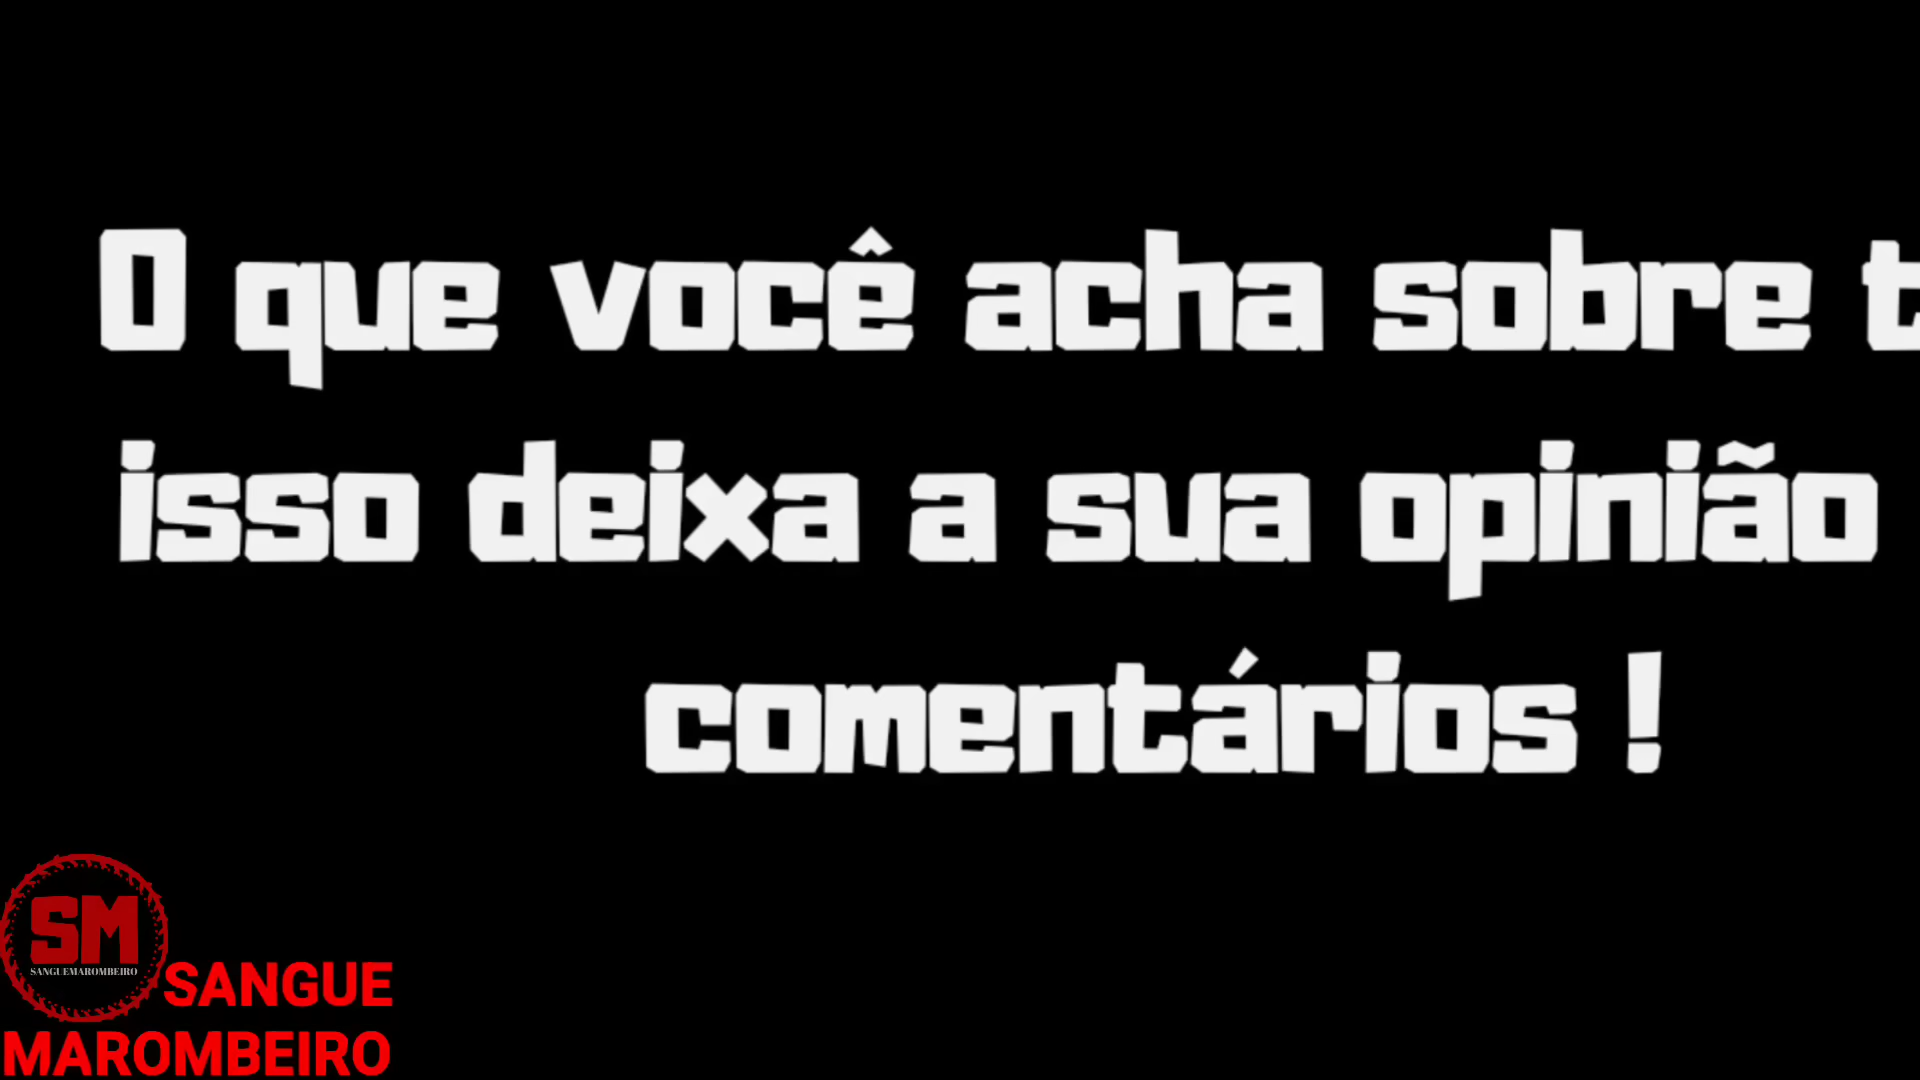 O que você acha sobre t
isso deixa a sua opinião
comentários !
SM
SANGUEMAROMBEIRO
SANGUE
MAROMBEIRO